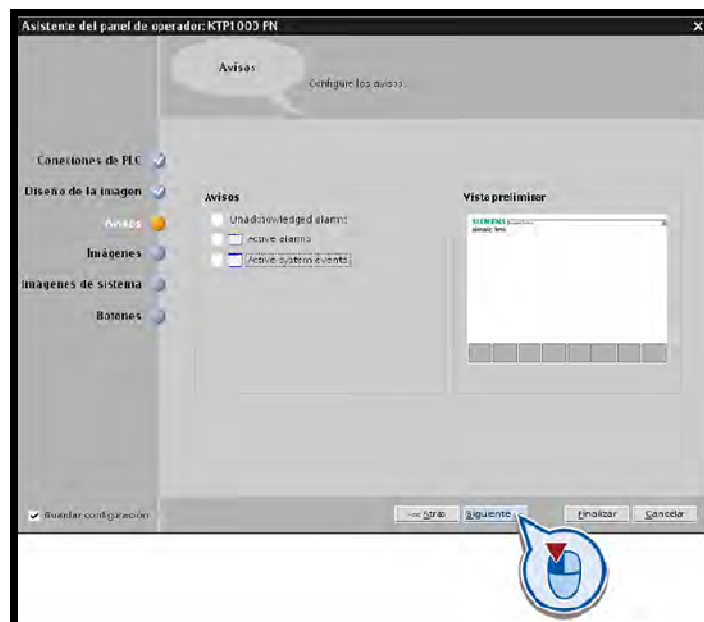 Asistente del panel de operador: KTP1000 PN
Avisos
Configure los avisos.
Conexiones de PLC
Diseño de la imagen
Avisos
Imágenes
Imágenes de sistema
Botones
Avisos
Unacknowledged alarms
Active alarms
Active system events
Vista preliminar
SIEMENS
Guardar configuración
<< Atrás
Siguiente
Finalizar
Cancelar